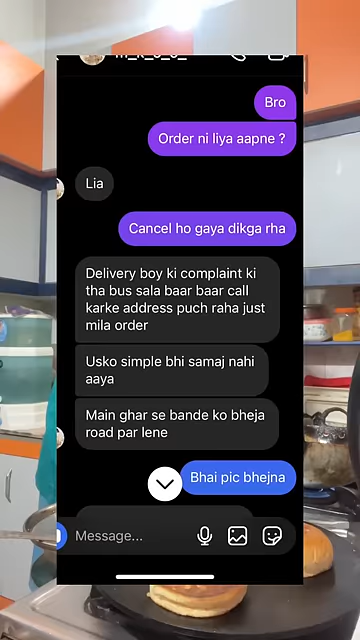 Bro
Order ni liya aapne ?
Lia
Cancel ho gaya dikga rha
Delivery boy ki complaint ki
tha bus sala baar baar call
karke address puch raha just
mila order
Usko simple bhi samaj nahi
aaya
Main ghar se bande ko bheja
road par lene
Bhai pic bhejna
Message...